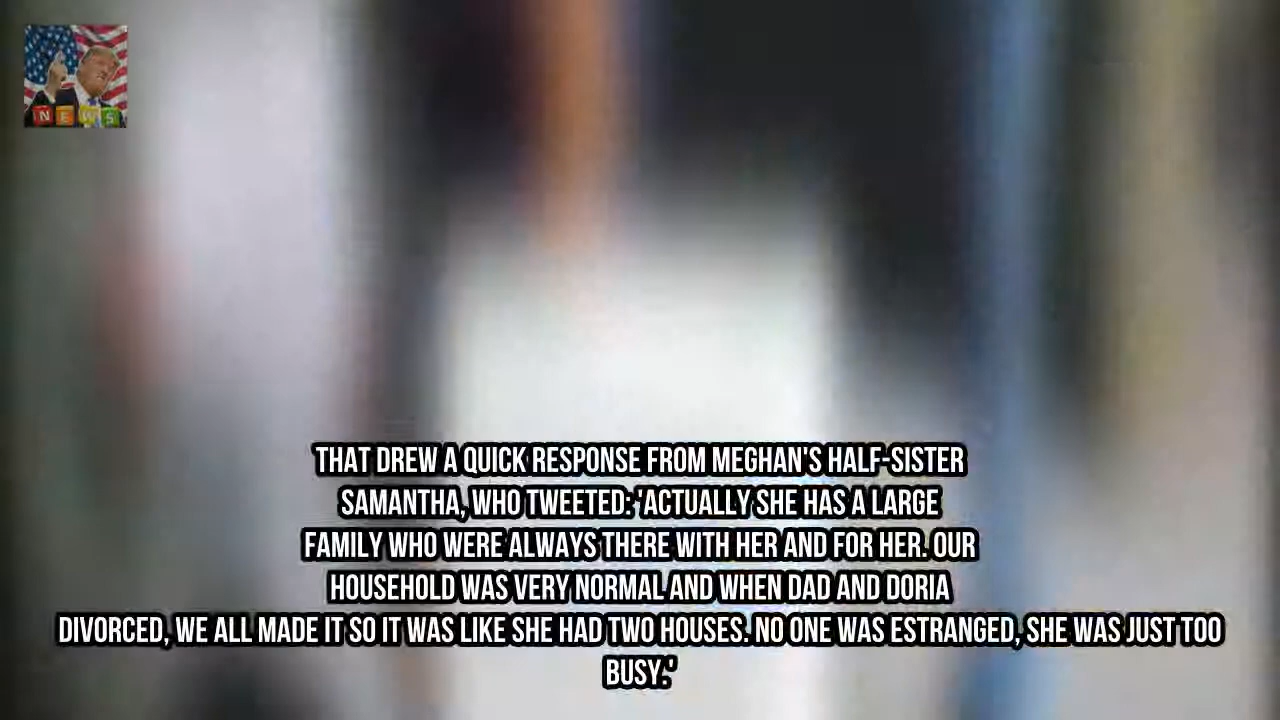 NEWS
THAT DREW A QUICK RESPONSE FROM MEGHAN'S HALF-SISTER
SAMANTHA, WHO TWEETED: 'ACTUALLY SHE HAS A LARGE
FAMILY WHO WERE ALWAYS THERE WITH HER AND FOR HER. OUR
HOUSEHOLD WAS VERY NORMAL AND WHEN DAD AND DORIA
DIVORCED, WE ALL MADE IT SO IT WAS LIKE SHE HAD TWO HOUSES. NO ONE WAS ESTRANGED, SHE WAS JUST TOO
BUSY.'